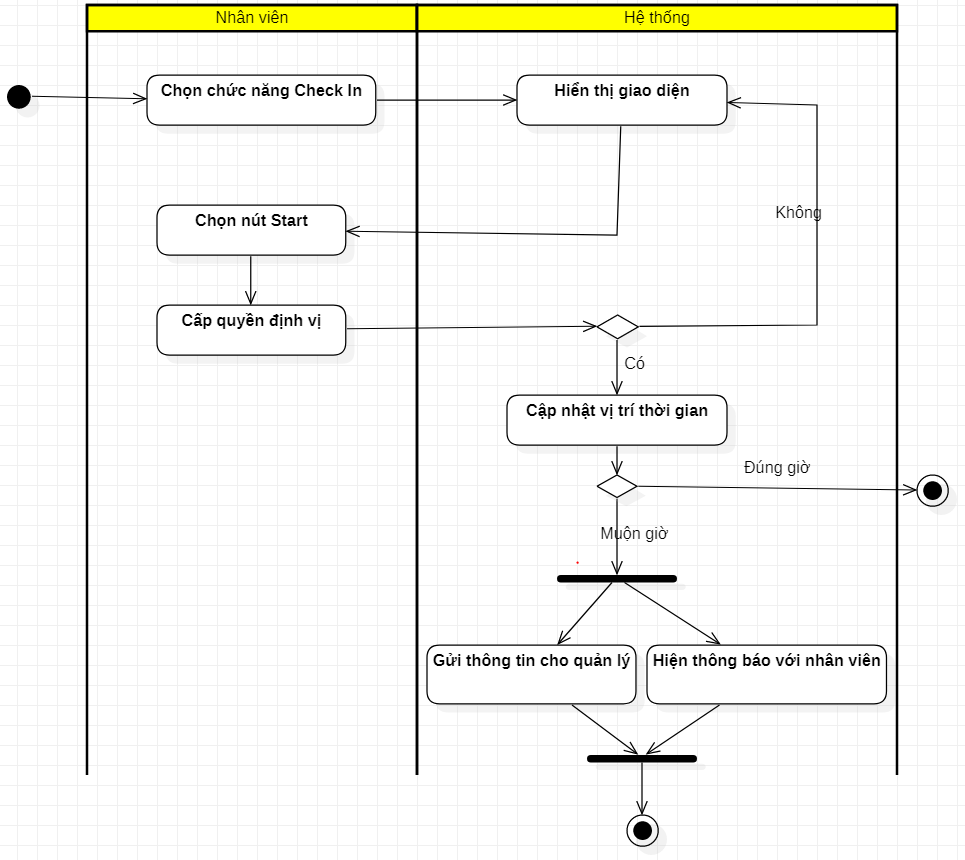 Nhân viên
Hệ thống
Chọn chức năng Check In
Hiển thị giao diện
Không
Chọn nút Start
Cấp quyền định vị
Có
Cập nhật vị trí thời gian
Đúng giờ
Muộn giờ
Gửi thông tin cho quản lý
Hiện thông báo với nhân viên